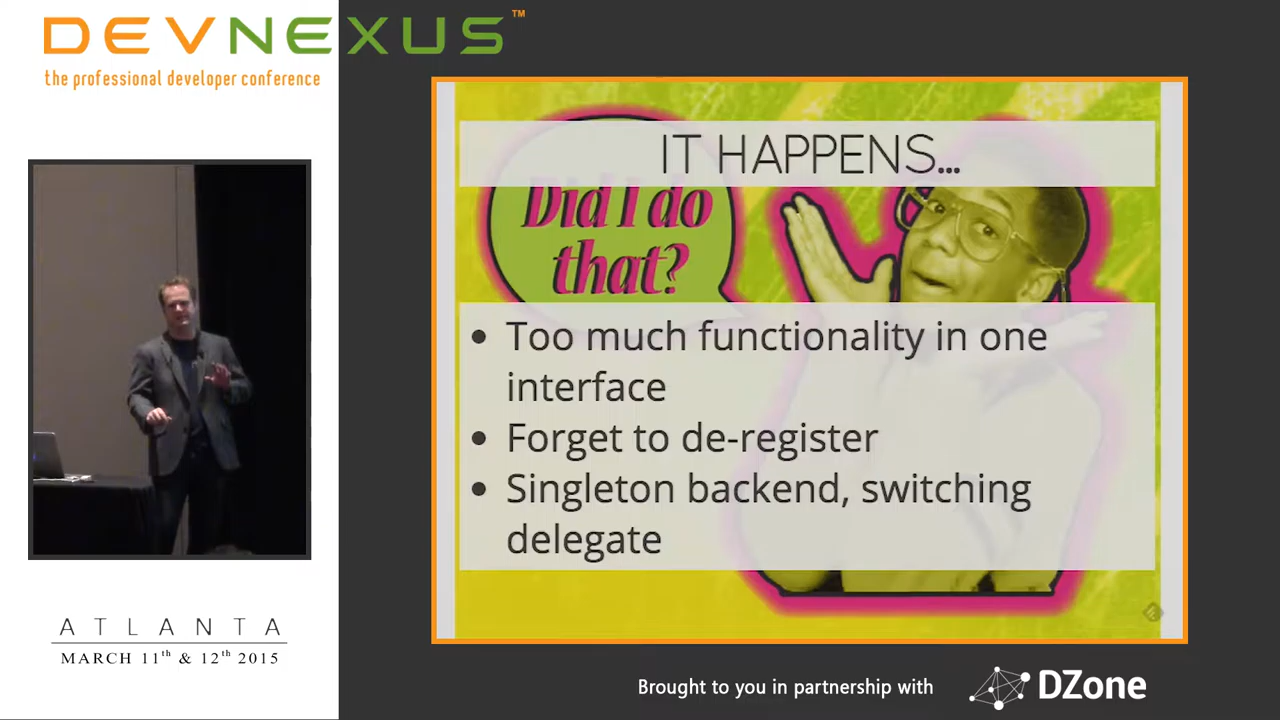 DEVNEXUS™
the professional developer conference
IT HAPPENS...
Did I do
that?
• Too much functionality in one
interface
• Forget to de-register
• Singleton backend, switching
delegate
ATLANTA
MARCH 11th & 12th 2015
Brought to you in partnership with
DZone